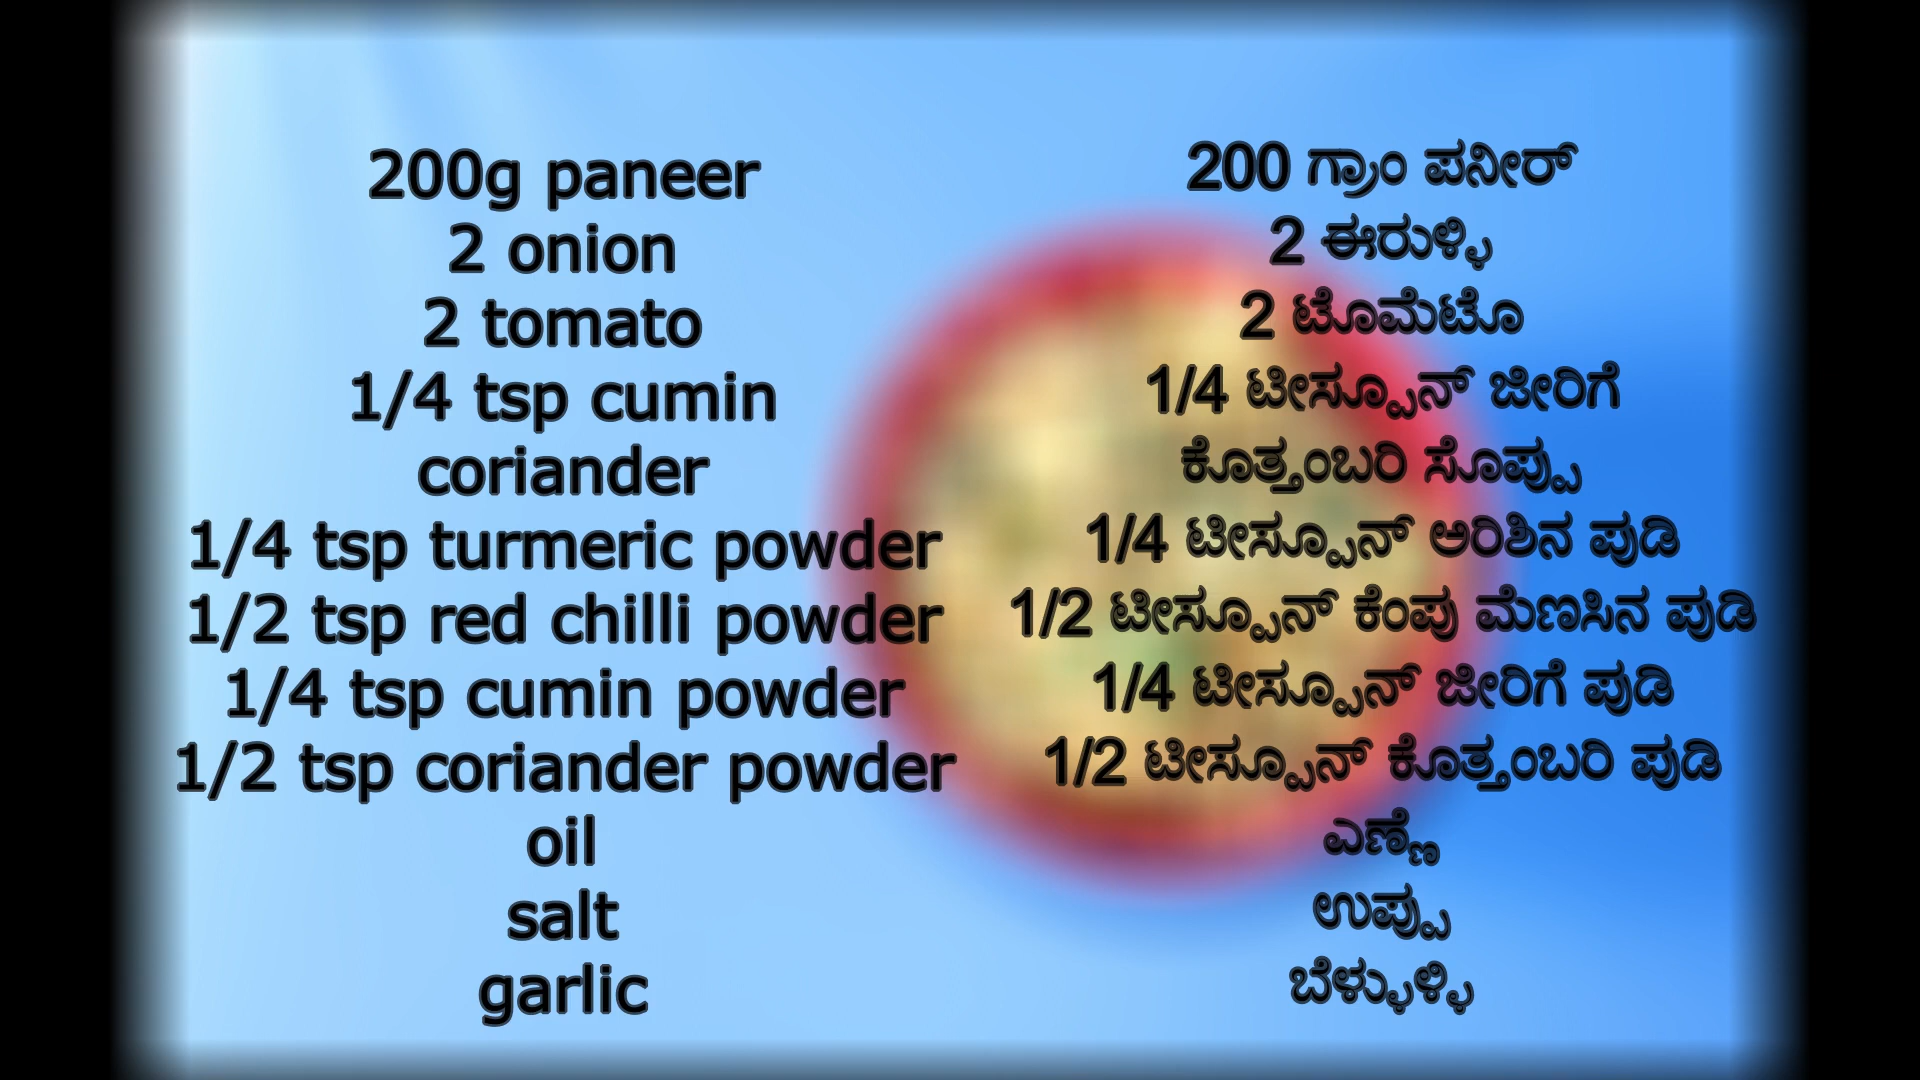 200g paneer
2 onion
2 tomato
1/4 tsp cumin
coriander
1/4 tsp turmeric powder
1/2 tsp red chilli powder
1/4 tsp cumin powder
1/2 tsp coriander powder
oil
salt
garlic
200 ಗ್ರಾಂ ಪನೀರ್
2 ಈರುಳ್ಳಿ
2 ಟೊಮೆಟೊ
1/4 ಟೀಸ್ಪೂನ್ ಜೀರಿಗೆ
ಕೊತ್ತಂಬರಿ ಸೊಪ್ಪು
1/4 ಟೀಸ್ಪೂನ್ ಅರಿಶಿನ ಪುಡಿ
1/2 ಟೀಸ್ಪೂನ್ ಕೆಂಪು ಮೆಣಸಿನ ಪುಡಿ
1/4 ಟೀಸ್ಪೂನ್ ಜೀರಿಗೆ ಪುಡಿ
1/2 ಟೀಸ್ಪೂನ್ ಕೊತ್ತಂಬರಿ ಪುಡಿ
ಎಣ್ಣೆ
ಉಪ್ಪು
ಬೆಳ್ಳುಳ್ಳಿ